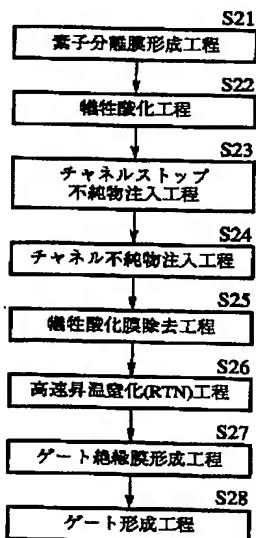 S21
素子分離膜形成工程
S22
犠牲酸化工程
S23
チャネルストップ
不純物注入工程
S24
チャネル不純物注入工程
S25
犠牲酸化膜除去工程
S26
高速昇温窒化(RTN)工程
S27
ゲート絶縁膜形成工程
S28
ゲート形成工程